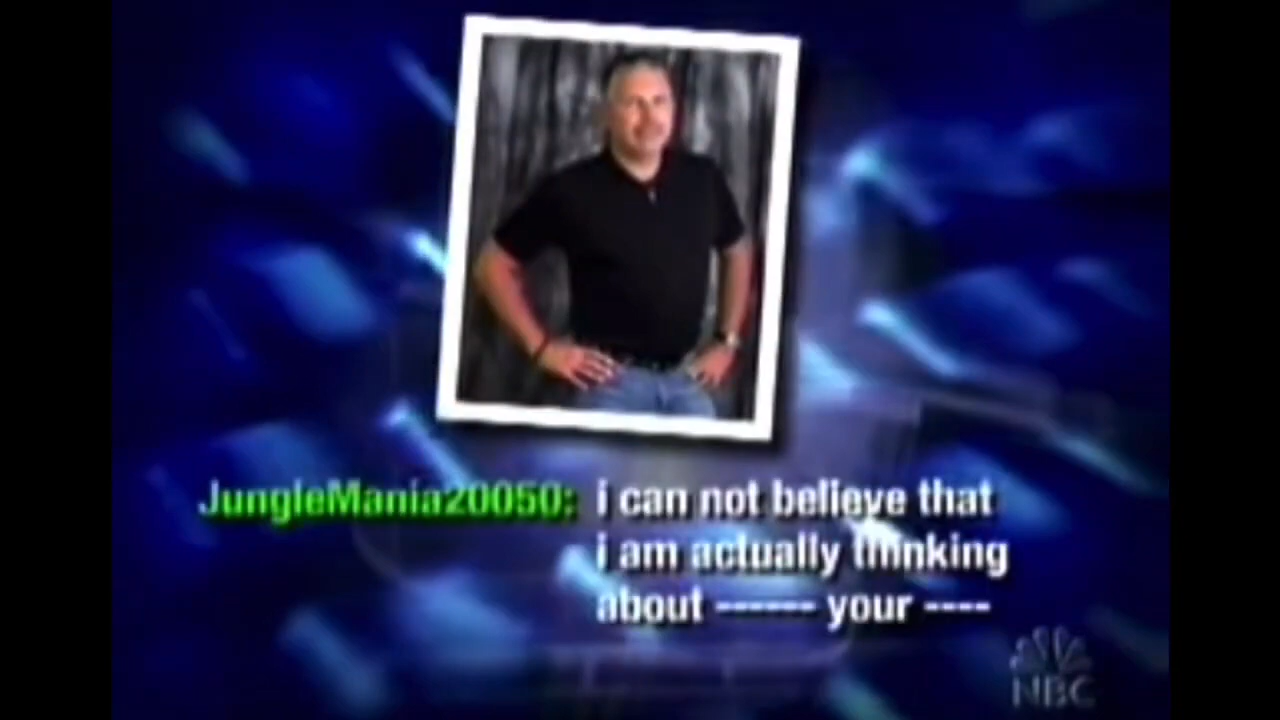 JungleMania20050: i can not believe that
i am actually thinking
about ------ your ----
NBC